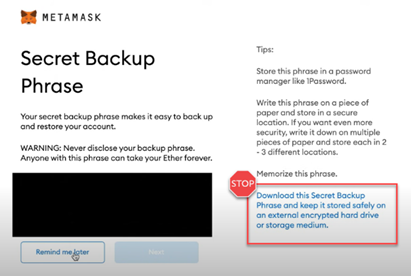 METAMASK
Secret Backup
Phrase
Your secret backup phrase makes it easy to back up
and restore your account.
WARNING: Never disclose your backup phrase.
Anyone with this phrase can take your Ether forever.
Remind me later
Next
Tips:
Store this phrase in a password
manager like 1Password.
Write this phrase on a piece of
paper and store in a secure
location. If you want even more
security, write it down on multiple
pieces of paper and store each in 2
- 3 different locations.
Memorize this phrase.
STOP
Download this Secret Backup
Phrase and keep it stored safely on
an external encrypted hard drive
or storage medium.